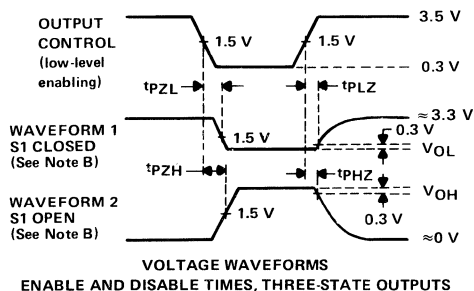 OUTPUT
CONTROL
(low-level
enabling)
3.5 V
1.5 V
1.5 V
0.3 V
tPZL
tPLZ
≈3.3 V
WAVEFORM 1
S1 CLOSED
(See Note B)
1.5 V
0.3 V
VOL
tPZH
tPHZ
VOH
WAVEFORM 2
S1 OPEN
(See Note B)
1.5 V
0.3 V
≈0 V
VOLTAGE WAVEFORMS
ENABLE AND DISABLE TIMES, THREE-STATE OUTPUTS